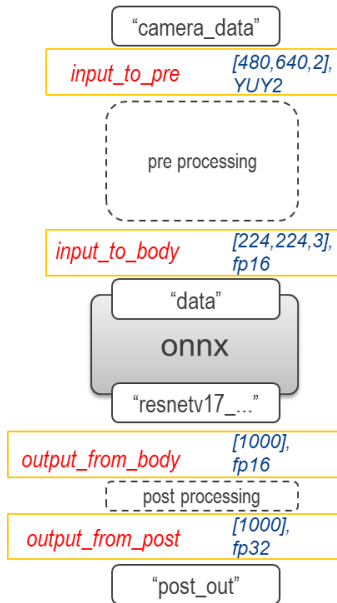 “camera_data”
input_to_pre [480,640,2],
YUY2
pre processing
input_to_body [224,224,3],
fp16
“data”
onnx
“resnetv17_...”
output_from_body [1000],
fp16
post processing
output_from_post [1000],
fp32
“post_out”